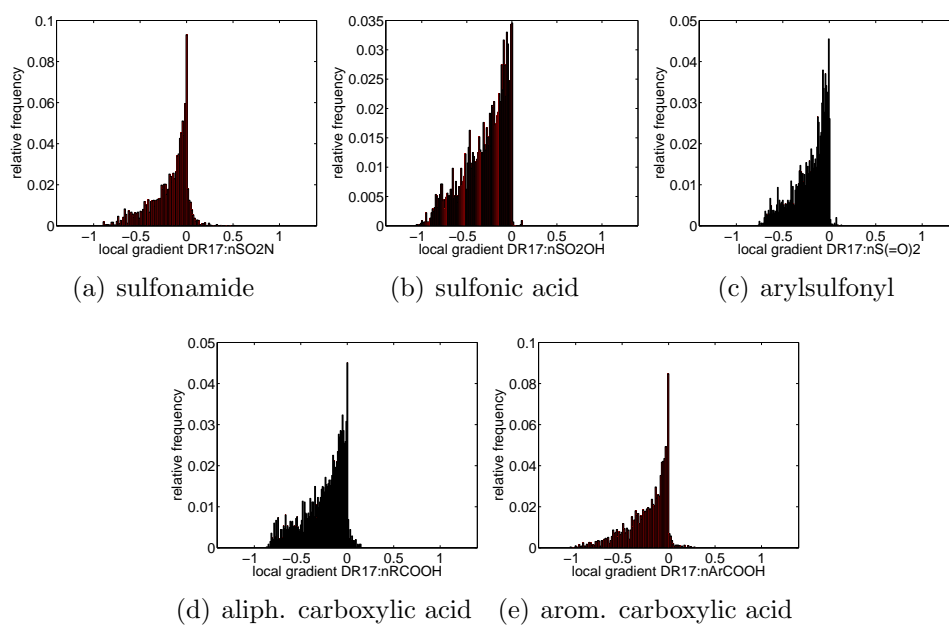 0.1
0.08
0.06
0.04
0.02
0
relative frequency
−1 −0.5 0 0.5 1
local gradient DR17:nSO2N
(a) sulfonamide
0.035
0.03
0.025
0.02
0.015
0.01
0.005
0
relative frequency
−1 −0.5 0 0.5 1
local gradient DR17:nSO2OH
(b) sulfonic acid
0.05
0.04
0.03
0.02
0.01
0
relative frequency
−1 −0.5 0 0.5 1
local gradient DR17:nS(=O)2
(c) arylsulfonyl
0.05
0.04
0.03
0.02
0.01
0
relative frequency
−1 −0.5 0 0.5 1
local gradient DR17:nRCOOH
(d) aliph. carboxylic acid
0.1
0.08
0.06
0.04
0.02
0
relative frequency
−1 −0.5 0 0.5 1
local gradient DR17:nArCOOH
(e) arom. carboxylic acid